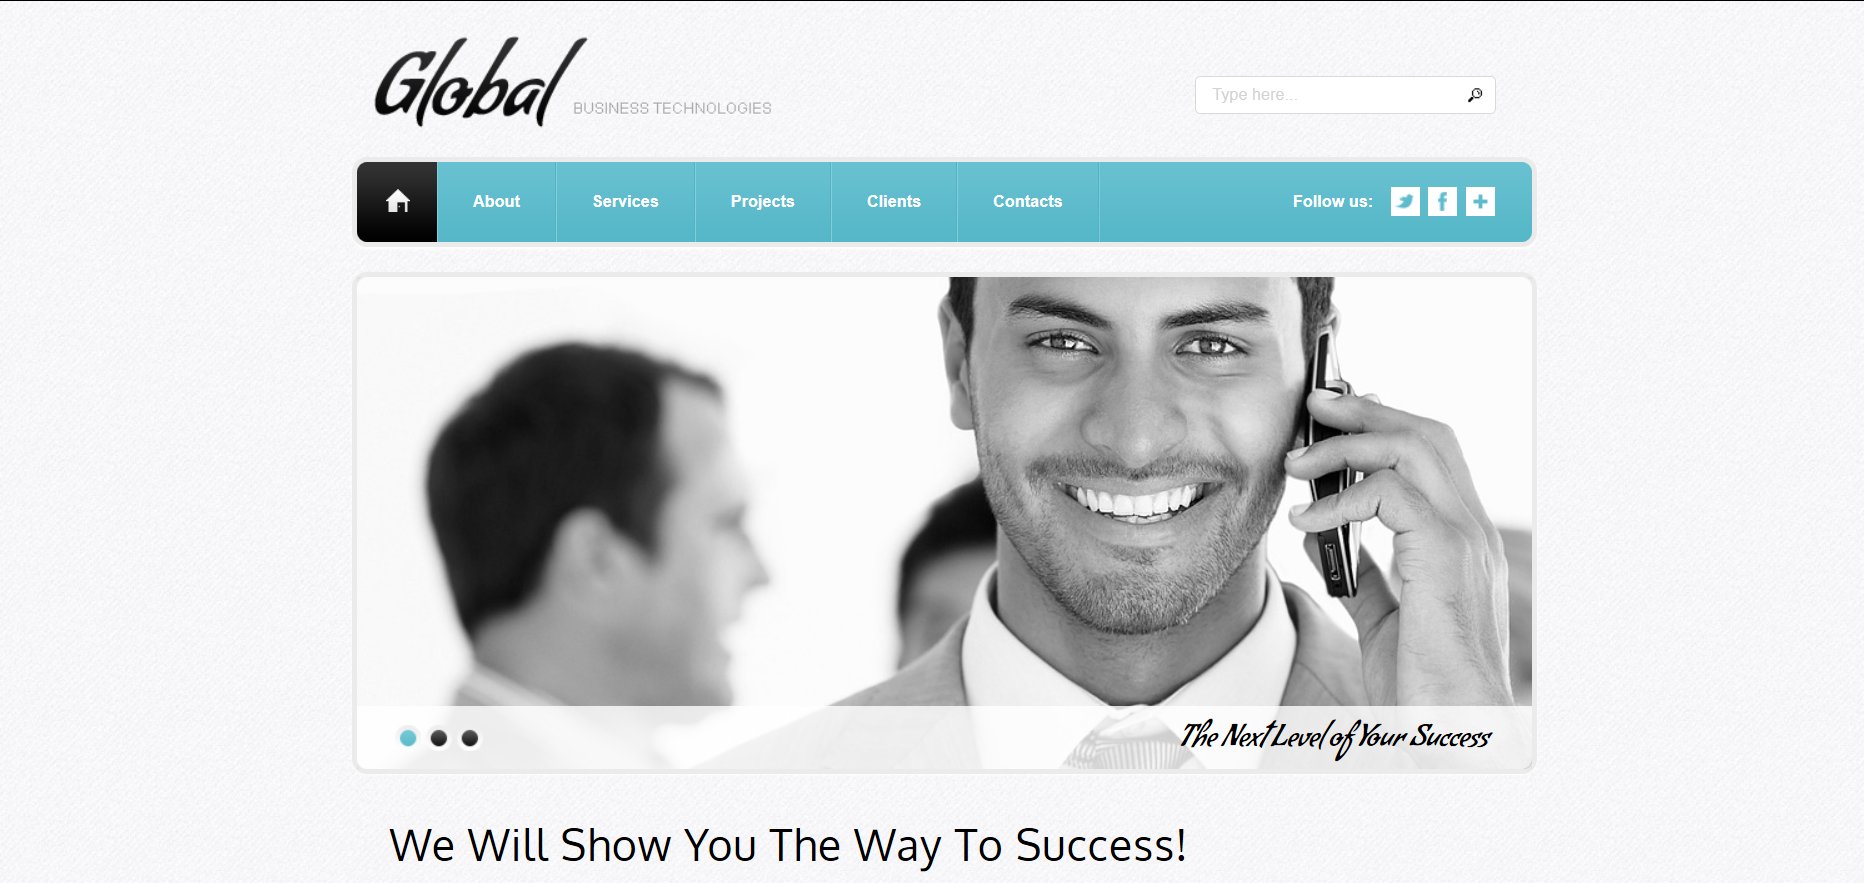 Global BUSINESS TECHNOLOGIES
Type here...
About Services Projects Clients Contacts Follow us:
The Next Level of Your Success
We Will Show You The Way To Success!